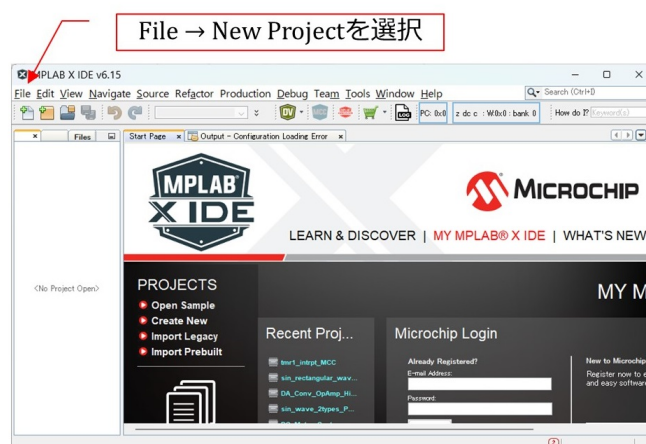 File → New Projectを選択
MPLAB X IDE v6.15
File Edit View Navigate Source Refactor Production Debug Team Tools Window Help
Search (Ctrl+I)
PC: 0x0
z dc c : W:0x0 : bank 0
How do I?
(Keyword(s)
Files
Start Page
Output - Configuration Loading Error
MPLAB
X IDE
MICROCHIP
LEARN & DISCOVER | MY MPLAB® X IDE | WHAT'S NEW
<No Project Open>
PROJECTS
Open Sample
Create New
Import Legacy
Import Prebuilt
MY M
Recent Proj...
Microchip Login
tmr1_intrpt_MCC
sin_rectangular_wav...
DA_Conv_OpAmp_Hi...
sin_wave_2types_P...
Already Registered?
E-mail Address:
Password:
New to Microchip
Register now to e
and easy software